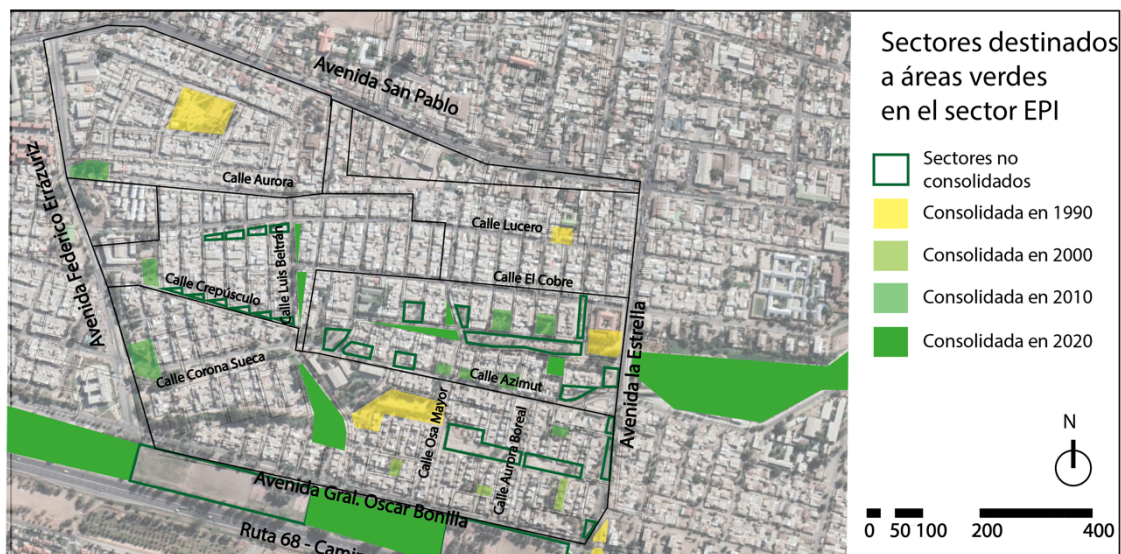 Avenida San Pablo
Avenida Federico Errázuriz
Calle Aurora
Calle Lucero
Calle Luis Beltrán
Calle El Cobre
Calle Crepúsculo
Calle Corona Sueca
Calle Azimut
Avenida la Estrella
Calle Osa Mayor
Calle Aurora Boreal
Avenida Gral. Oscar Bonilla
Ruta 68 - Cami
Sectores destinados
a áreas verdes
en el sector EPI
Sectores no
consolidados
Consolidada en 1990
Consolidada en 2000
Consolidada en 2010
Consolidada en 2020
N
0 50 100 200 400